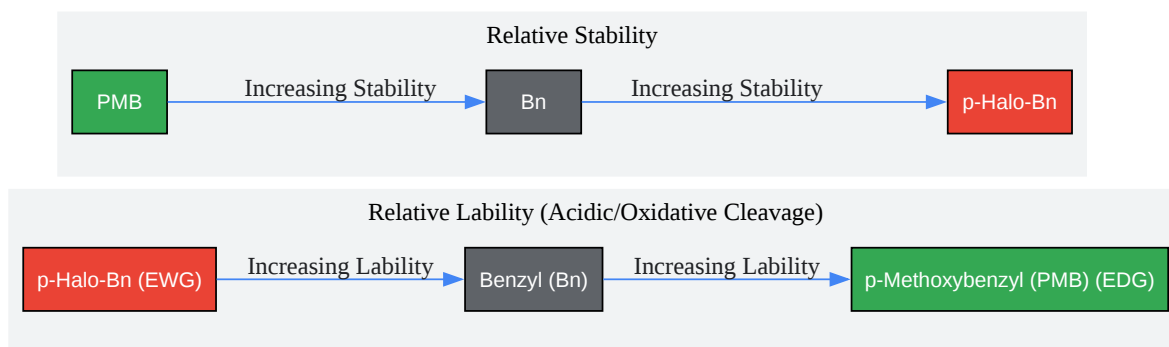 Relative Stability
Increasing Stability
Increasing Stability
PMB
Bn
p-Halo-Bn
Relative Lability (Acidic/Oxidative Cleavage)
Increasing Lability
Increasing Lability
p-Halo-Bn (EWG)
Benzyl (Bn)
p-Methoxybenzyl (PMB) (EDG)